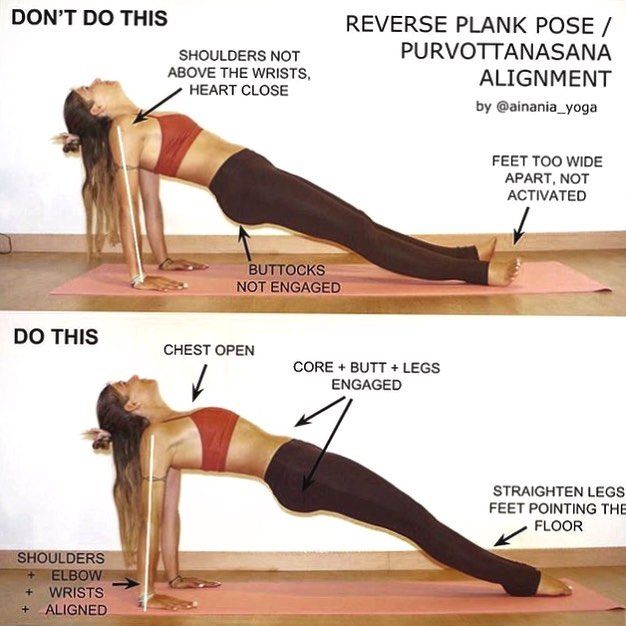 DON'T DO THIS
REVERSE PLANK POSE /
PURVOTTANASANA
ALIGNMENT
by @ainania_yoga
SHOULDERS NOT
ABOVE THE WRISTS,
HEART CLOSE
FEET TOO WIDE
APART, NOT
ACTIVATED
BUTTOCKS
NOT ENGAGED
DO THIS
CHEST OPEN
CORE + BUTT + LEGS
ENGAGED
STRAIGHTEN LEGS
FEET POINTING THE
FLOOR
SHOULDERS
+ ELBOW
+ WRISTS
+ ALIGNED